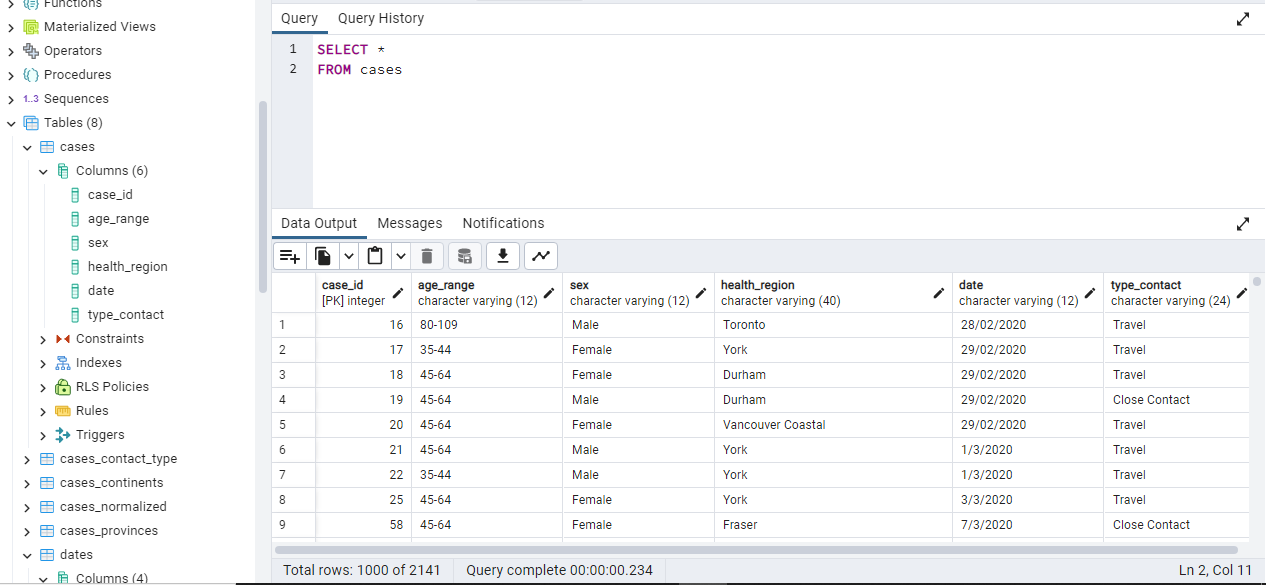 Functions
Materialized Views
Operators
Procedures
1..3 Sequences
Tables (8)
cases
Columns (6)
case_id
age_range
sex
health_region
date
type_contact
Constraints
Indexes
RLS Policies
Rules
Triggers
cases_contact_type
cases_continents
cases_normalized
cases_provinces
dates
Columns (4)
Query Query History
1 SELECT *
2 FROM cases
Data Output Messages Notifications
case_id age_range sex health_region date type_contact
[PK] integer character varying (12) character varying (12) character varying (40) character varying (12) character varying (24)
1 16 80-109 Male Toronto 28/02/2020 Travel
2 17 35-44 Female York 29/02/2020 Travel
3 18 45-64 Female Durham 29/02/2020 Travel
4 19 45-64 Male Durham 29/02/2020 Close Contact
5 20 45-64 Female Vancouver Coastal 29/02/2020 Travel
6 21 45-64 Male York 1/3/2020 Travel
7 22 35-44 Male York 1/3/2020 Travel
8 25 45-64 Female York 3/3/2020 Travel
9 58 45-64 Female Fraser 7/3/2020 Close Contact
Total rows: 1000 of 2141 Query complete 00:00:00.234 Ln 2, Col 11